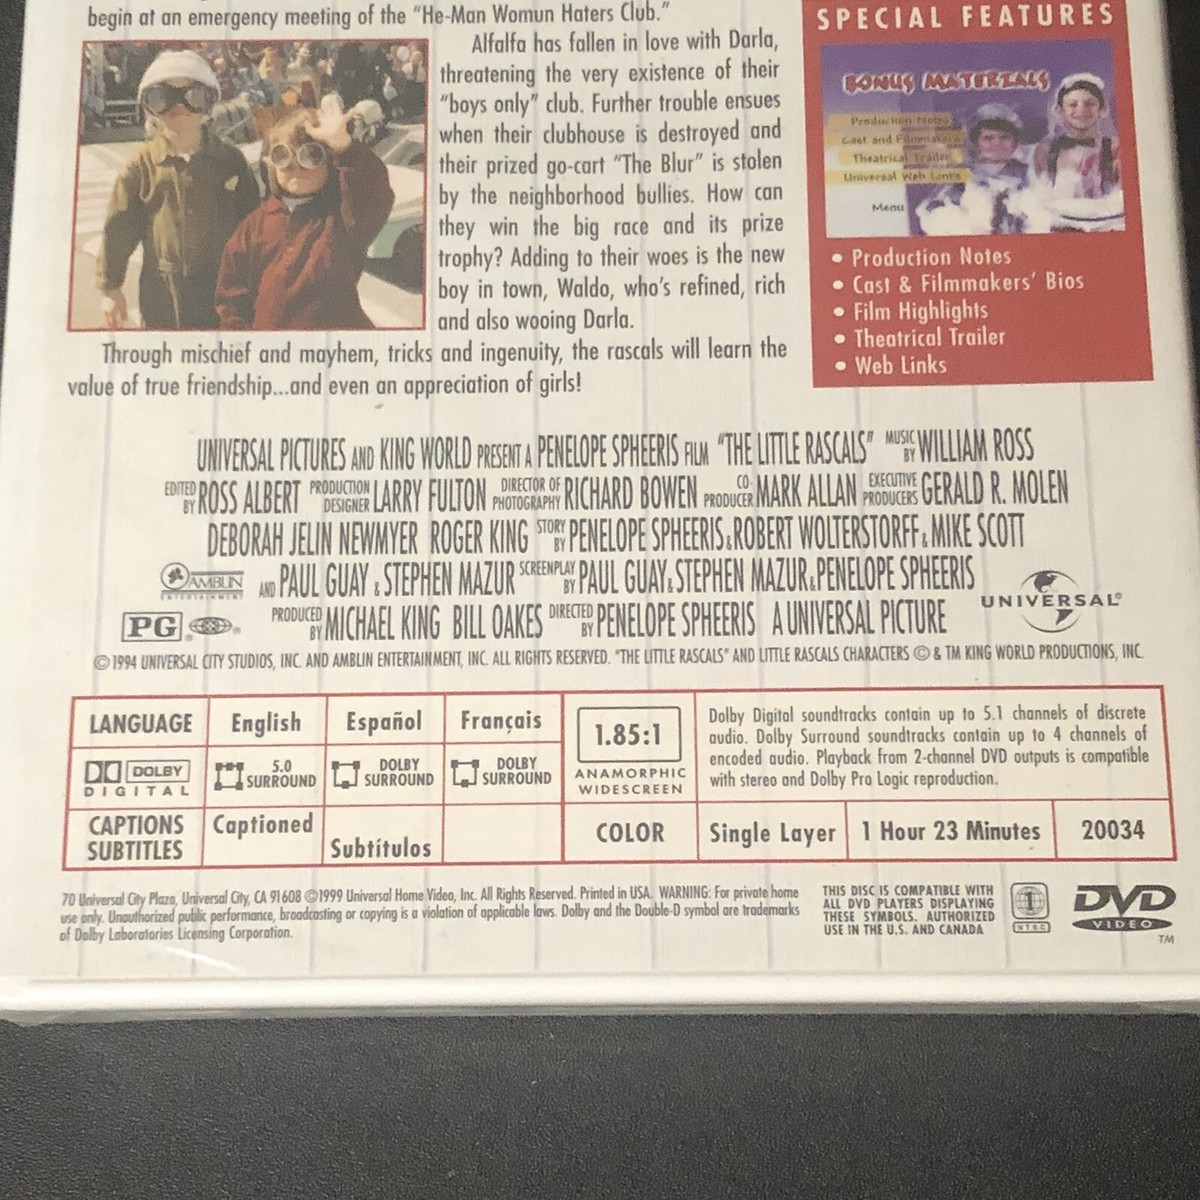 begin at an emergency meeting of the “He-Man Womun Haters Club.”
Alfalfa has fallen in love with Darla,
threatening the very existence of their
“boys only” club. Further trouble ensues
when their clubhouse is destroyed and
their prized go-cart “The Blur” is stolen
by the neighborhood bullies. How can
they win the big race and its prize
trophy? Adding to their woes is the new
boy in town, Waldo, who’s refined, rich
and also wooing Darla.
Through mischief and mayhem, tricks and ingenuity, the rascals will learn the
value of true friendship...and even an appreciation of girls!
SPECIAL FEATURES
BONUS MATERIALS
Production Notes
Cast and Filmmakers
Theatrical Trailer
Universal Web Links
Menu
• Production Notes
• Cast & Filmmakers’ Bios
• Film Highlights
• Theatrical Trailer
• Web Links
UNIVERSAL PICTURES AND KING WORLD PRESENT A PENELOPE SPHEERIS FILM “THE LITTLE RASCALS” MUSIC BY WILLIAM ROSS
EDITED BY ROSS ALBERT PRODUCTION DESIGNER LARRY FULTON DIRECTOR OF PHOTOGRAPHY RICHARD BOWEN CO-PRODUCER MARK ALLAN EXECUTIVE PRODUCERS GERALD R. MOLEN
DEBORAH JELIN NEWMYER ROGER KING STORY BY PENELOPE SPHEERIS & ROBERT WOLTERSTORFF & MIKE SCOTT
AND PAUL GUAY & STEPHEN MAZUR SCREENPLAY BY PAUL GUAY & STEPHEN MAZUR & PENELOPE SPHEERIS
PRODUCED BY MICHAEL KING BILL OAKES DIRECTED BY PENELOPE SPHEERIS A UNIVERSAL PICTURE
AMBLIN
ENTERTAINMENT
PG
UNIVERSAL®
©1994 UNIVERSAL CITY STUDIOS, INC. AND AMBLIN ENTERTAINMENT, INC. ALL RIGHTS RESERVED. “THE LITTLE RASCALS” AND LITTLE RASCALS CHARACTERS © & TM KING WORLD PRODUCTIONS, INC.
LANGUAGE English Español Français
DOLBY
DIGITAL
5.0
SURROUND
DOLBY
SURROUND
DOLBY
SURROUND
CAPTIONS
SUBTITLES
Captioned
Subtítulos
1.85:1
ANAMORPHIC
WIDESCREEN
Dolby Digital soundtracks contain up to 5.1 channels of discrete
audio. Dolby Surround soundtracks contain up to 4 channels of
encoded audio. Playback from 2-channel DVD outputs is compatible
with stereo and Dolby Pro Logic reproduction.
COLOR Single Layer 1 Hour 23 Minutes 20034
70 Universal City Plaza, Universal City, CA 91608 ©1999 Universal Home Video, Inc. All Rights Reserved. Printed in USA. WARNING: For private home
use only. Unauthorized public performance, broadcasting or copying is a violation of applicable laws. Dolby and the Double-D symbol are trademarks
of Dolby Laboratories Licensing Corporation.
THIS DISC IS COMPATIBLE WITH
ALL DVD PLAYERS DISPLAYING
THESE SYMBOLS. AUTHORIZED
USE IN THE U.S. AND CANADA
1
NTSC
DVD
VIDEO
TM